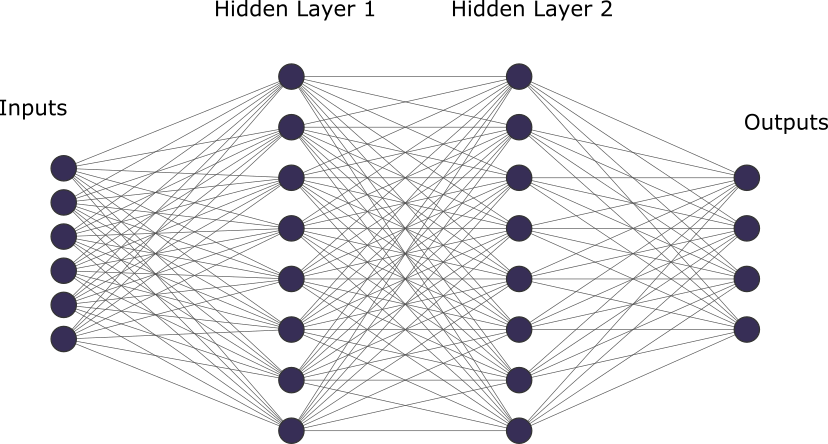 Hidden Layer 1
Hidden Layer 2
Inputs
Outputs